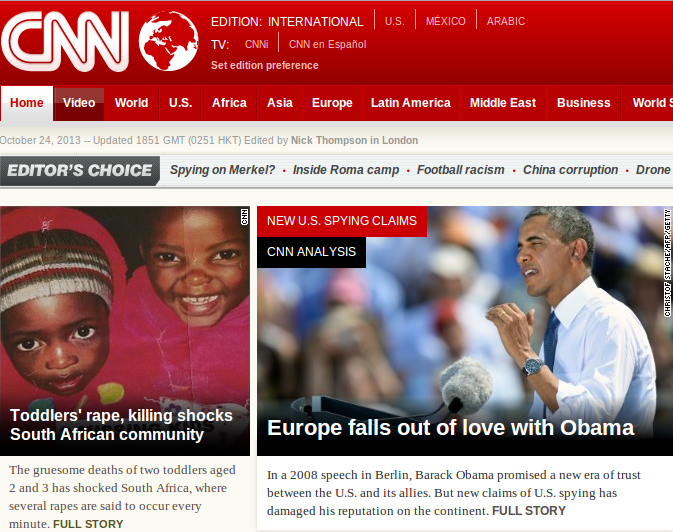 CNN
EDITION: INTERNATIONAL U.S. MÉXICO ARABIC
TV: CNNi CNN en Español
Set edition preference
Home Video World U.S. Africa Asia Europe Latin America Middle East Business World S
October 24, 2013 -- Updated 1851 GMT (0251 HKT) Edited by Nick Thompson in London
EDITOR'S CHOICE Spying on Merkel? • Inside Roma camp • Football racism • China corruption • Drone
CNN
Toddlers' rape, killing shocks
South African community
The gruesome deaths of two toddlers aged
2 and 3 has shocked South Africa, where
several rapes are said to occur every
minute. FULL STORY
NEW U.S. SPYING CLAIMS
CNN ANALYSIS
CHRISTOF STACHE/AFP/GETTY
Europe falls out of love with Obama
In a 2008 speech in Berlin, Barack Obama promised a new era of trust
between the U.S. and its allies. But new claims of U.S. spying has
damaged his reputation on the continent. FULL STORY